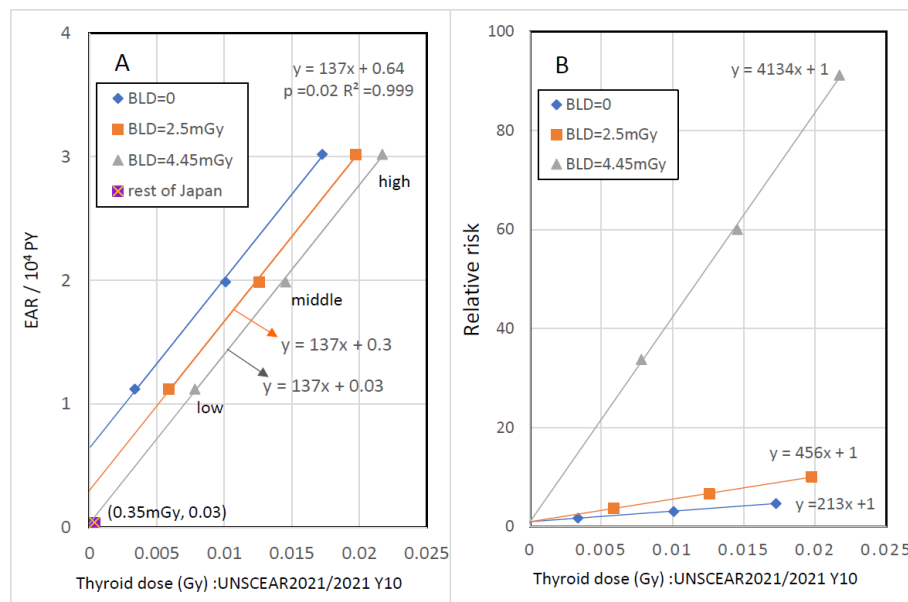 A
y = 137x + 0.64
p =0.02 R² =0.999
BLD=0
BLD=2.5mGy
BLD=4.45mGy
rest of Japan
high
middle
y = 137x + 0.3
y = 137x + 0.03
low
(0.35mGy, 0.03)
EAR / 10⁴ PY
4
3
2
1
0
0 0.005 0.01 0.015 0.02 0.025
Thyroid dose (Gy) :UNSCEAR2021/2021 Y10
B
y = 4134x + 1
BLD=0
BLD=2.5mGy
BLD=4.45mGy
y = 456x + 1
y =213x +1
Relative risk
100
80
60
40
20
0
0 0.005 0.01 0.015 0.02 0.025
Thyroid dose (Gy) :UNSCEAR2021/2021 Y10